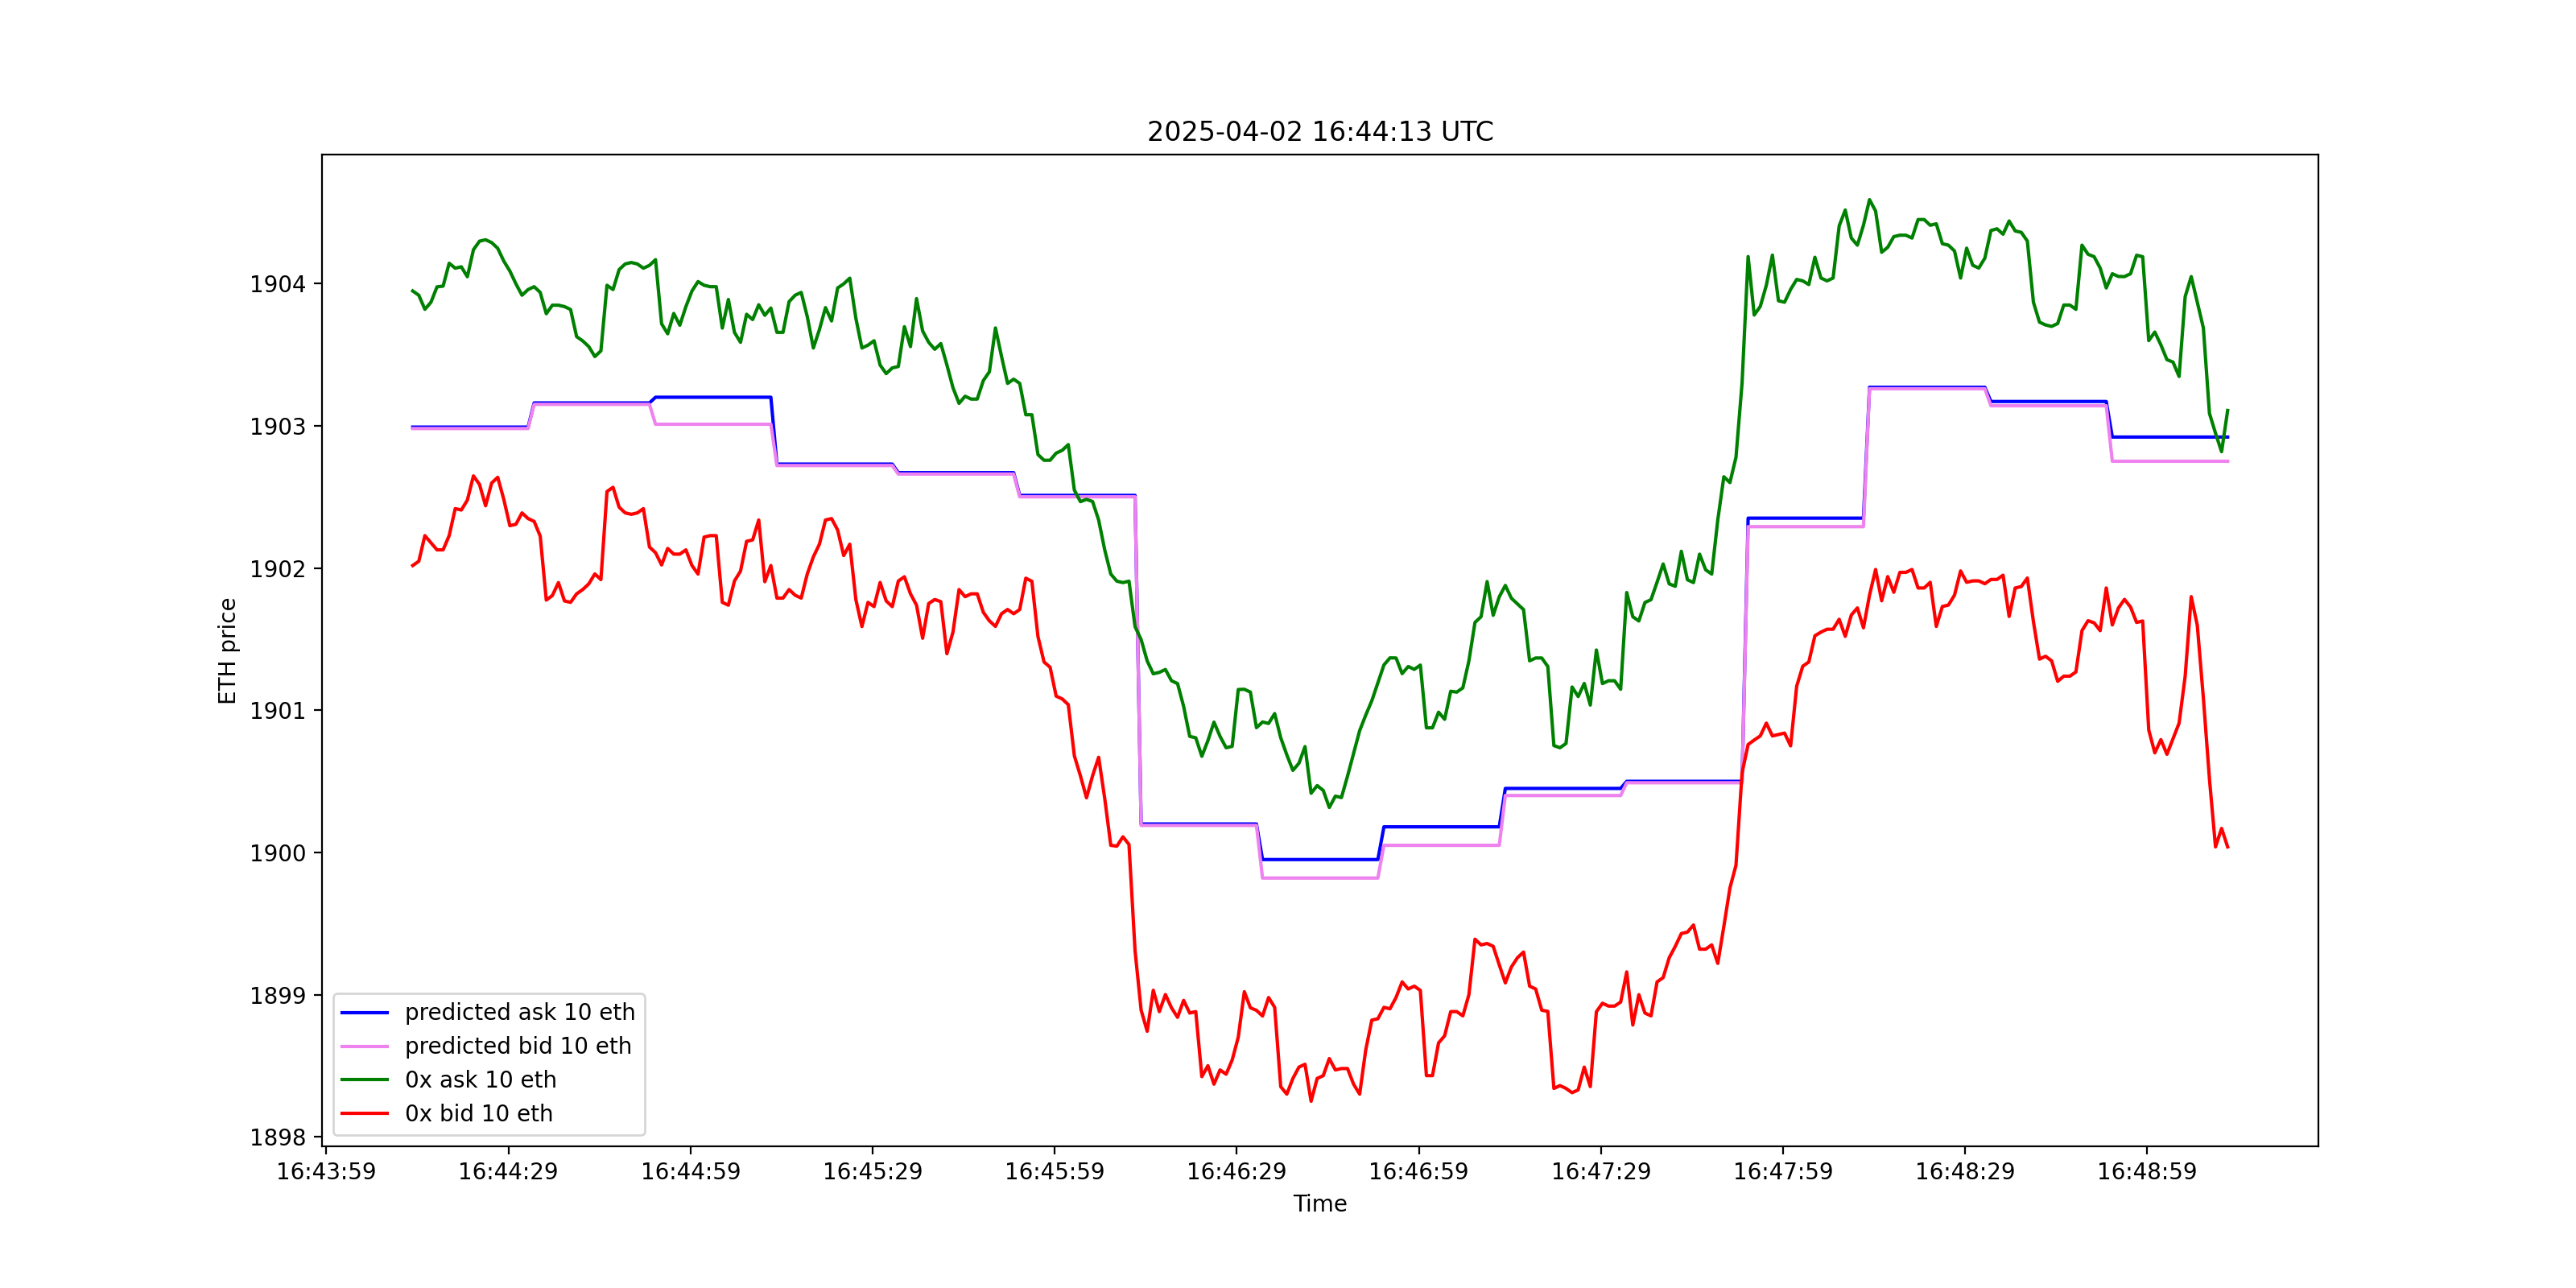 2025-04-02 16:44:13 UTC
ETH price
1904
1903
1902
1901
1900
1899
1898
predicted ask 10 eth
predicted bid 10 eth
0x ask 10 eth
0x bid 10 eth
16:43:59 16:44:29 16:44:59 16:45:29 16:45:59 16:46:29 16:46:59 16:47:29 16:47:59 16:48:29 16:48:59
Time